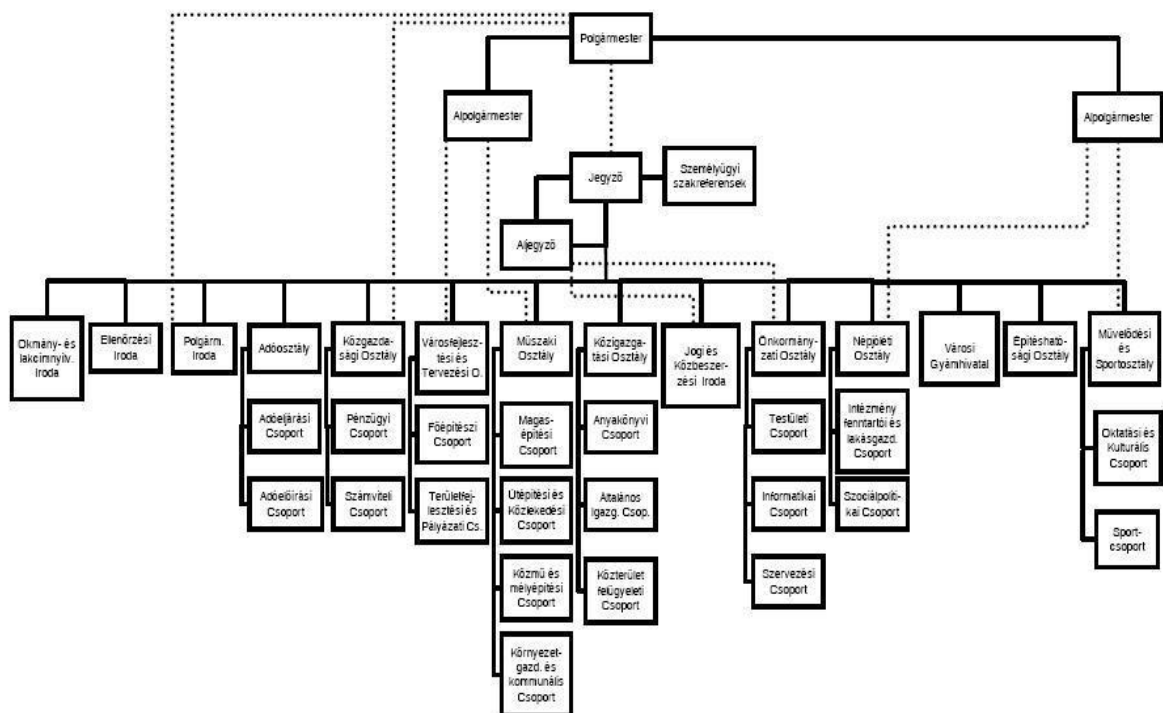 Polgármester
Alpolgármester
Alpolgármester
Jegyző
Személyügyi
szakreferensek
Aljegyző
Okmány- és
lakcímnyilv.
Iroda
Ellenőrzési
Iroda
Polgárm.
Iroda
Adóosztály
Közgazda-
sági Osztály
Városfejlesz-
tési és
Tervezési O.
Műszaki
Osztály
Közigazga-
tási Osztály
Jogi és
Közbeszer-
zési Iroda
Önkormány-
zati Osztály
Népjóléti
Osztály
Városi
Gyámhivatal
Építésható-
sági Osztály
Művelődési
és
Sportosztály
Adóeljárási
Csoport
Pénzügyi
Csoport
Főépítészi
Csoport
Magas-
építési
Csoport
Anyakönyvi
Csoport
Testületi
Csoport
Intézmény
fenntartói és
lakásgazd.
Csoport
Oktatási és
Kulturális
Csoport
Adóelőírási
Csoport
Számviteli
Csoport
Területfej-
lesztési és
Pályázati Cs.
Útépítési és
Közlekedési
Csoport
Általános
Igazg. Csop.
Informatikai
Csoport
Szociálpoliti-
kai Csoport
Sport-
csoport
Közmű és
mélyépítési
Csoport
Közterület
felügyeleti
Csoport
Szervezési
Csoport
Környezet-
gazd. és
kommunális
Csoport